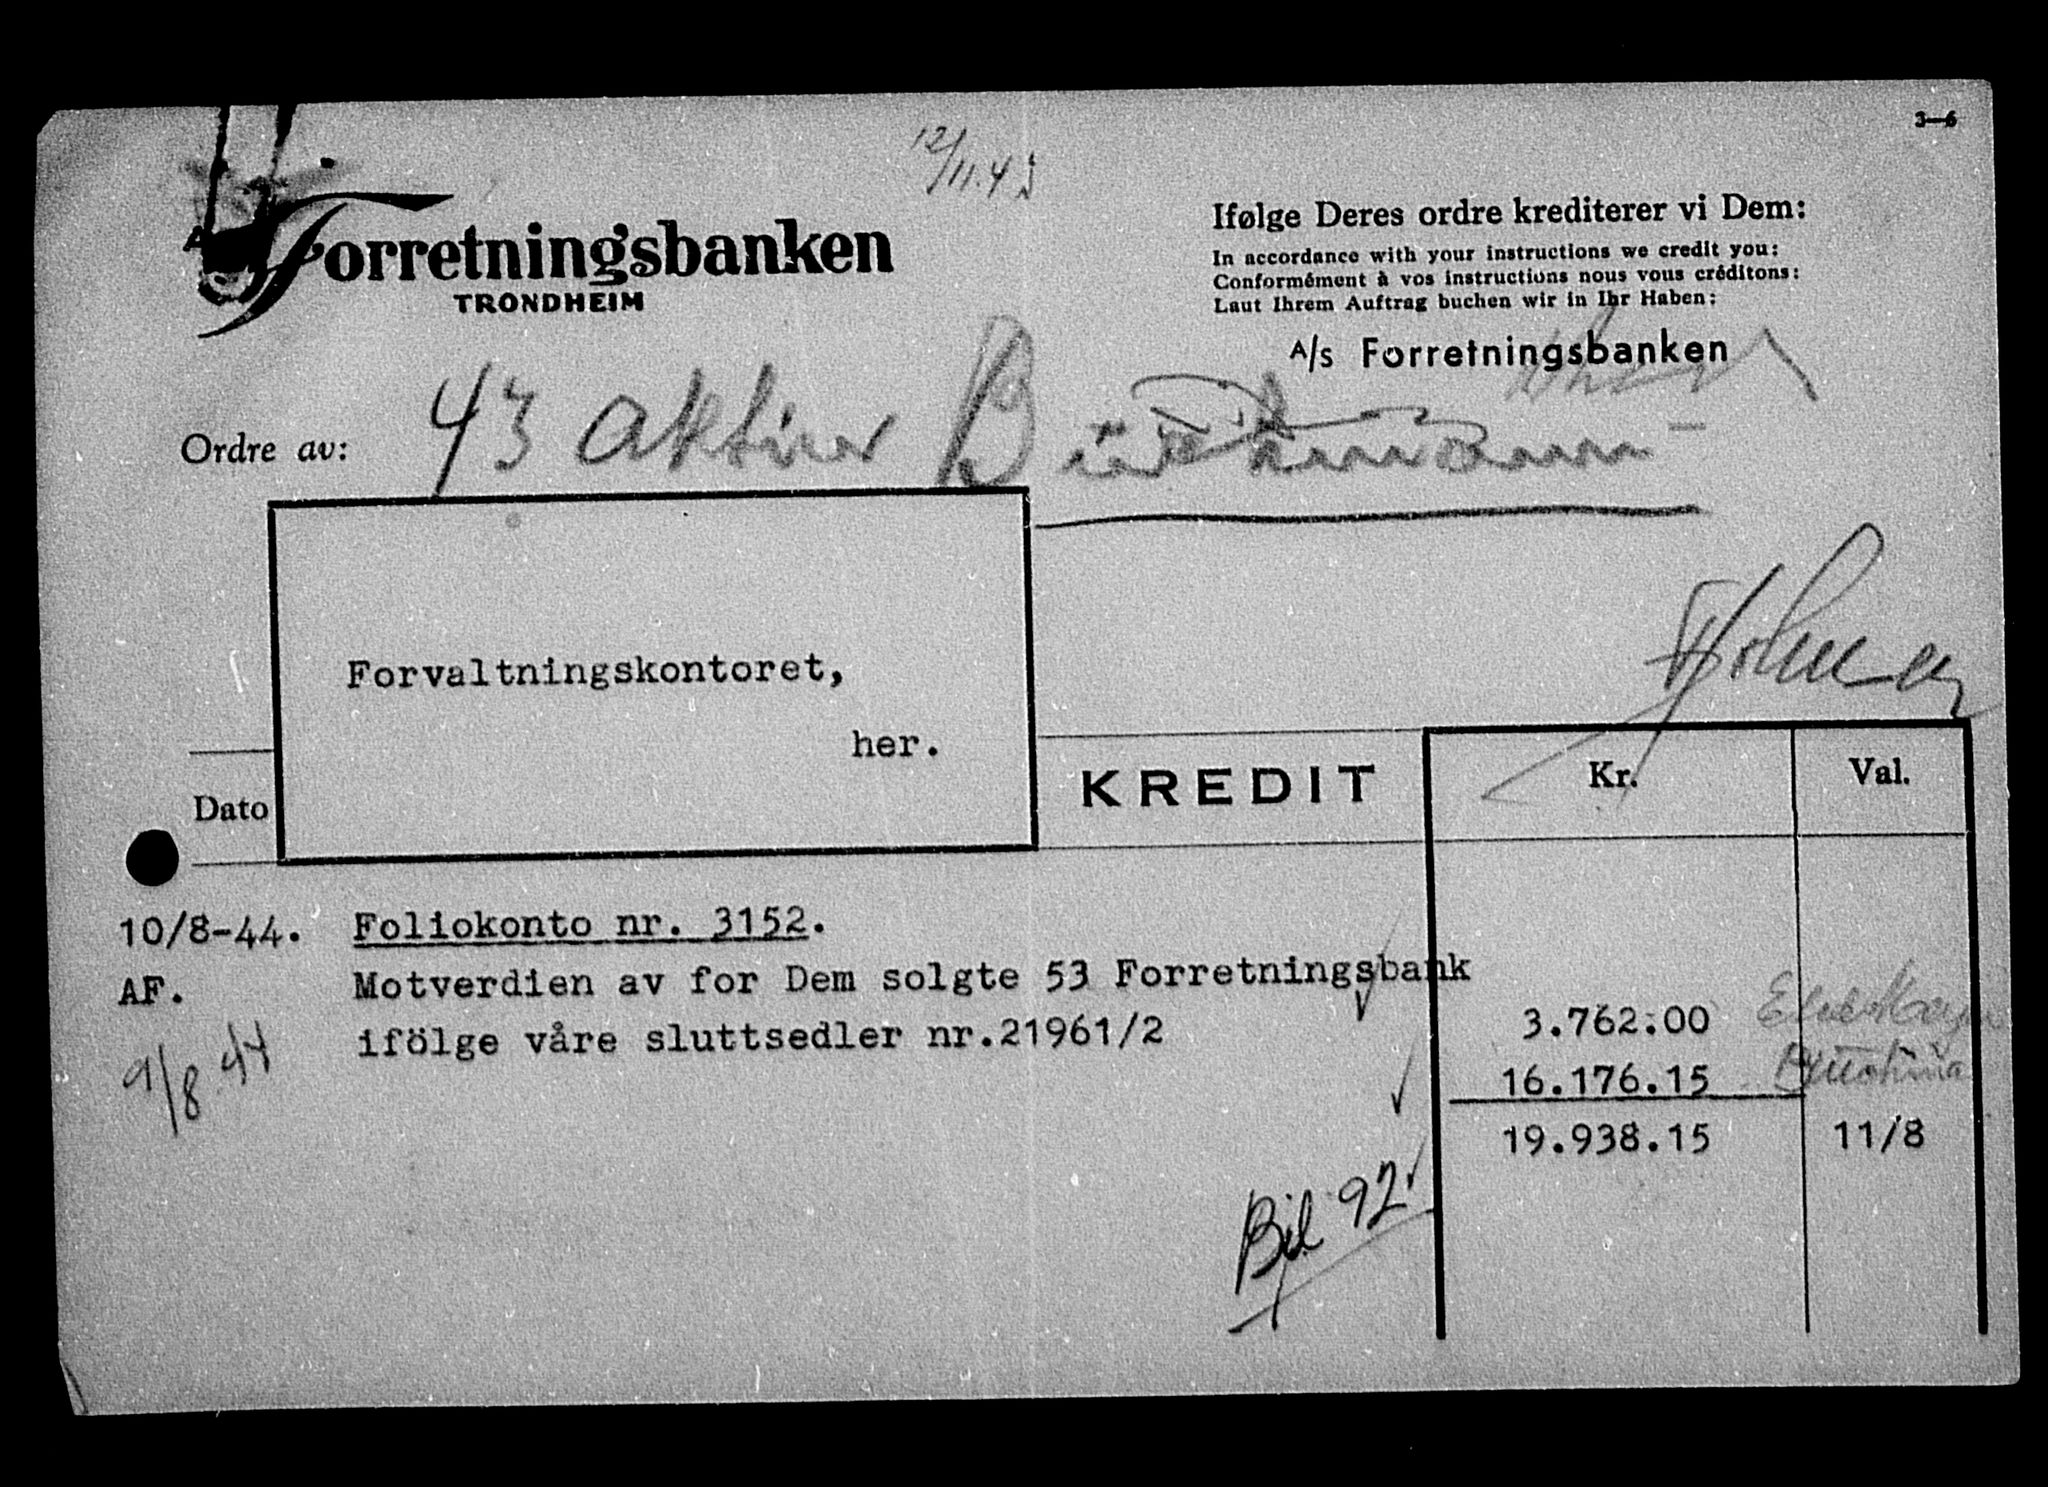 3—6
12/11.45
Forretningsbanken
TRONDHEIM
Ifølge Deres ordre krediterer vi Dem:
In accordance with your instructions we credit you:
Conformément à vos instructions nous vous créditons:
Laut Ihrem Auftrag buchen wir in Ihr Haben:
A/s Forretningsbanken
43 aktier
Ordre av:
Forvaltningskontoret,
her.
Dato
KREDIT
Kr.
Val.
10/8-44. Foliokonto nr. 3152.
AF. Motverdien av for Dem solgte 53 Forretningsbank
ifölge våre sluttsedler nr.21961/2
3.762.00
9/8 44
16.176.15
19.938.15 11/8
Bil 92